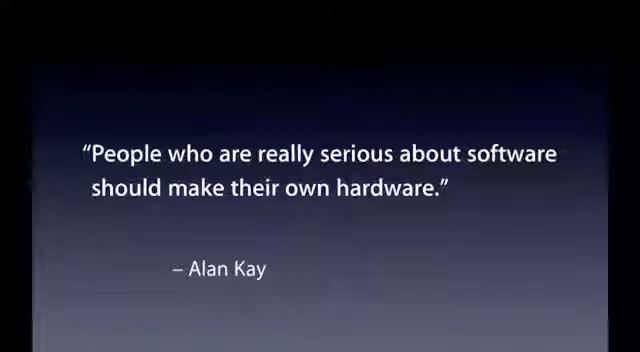 “People who are really serious about software
should make their own hardware.”
– Alan Kay